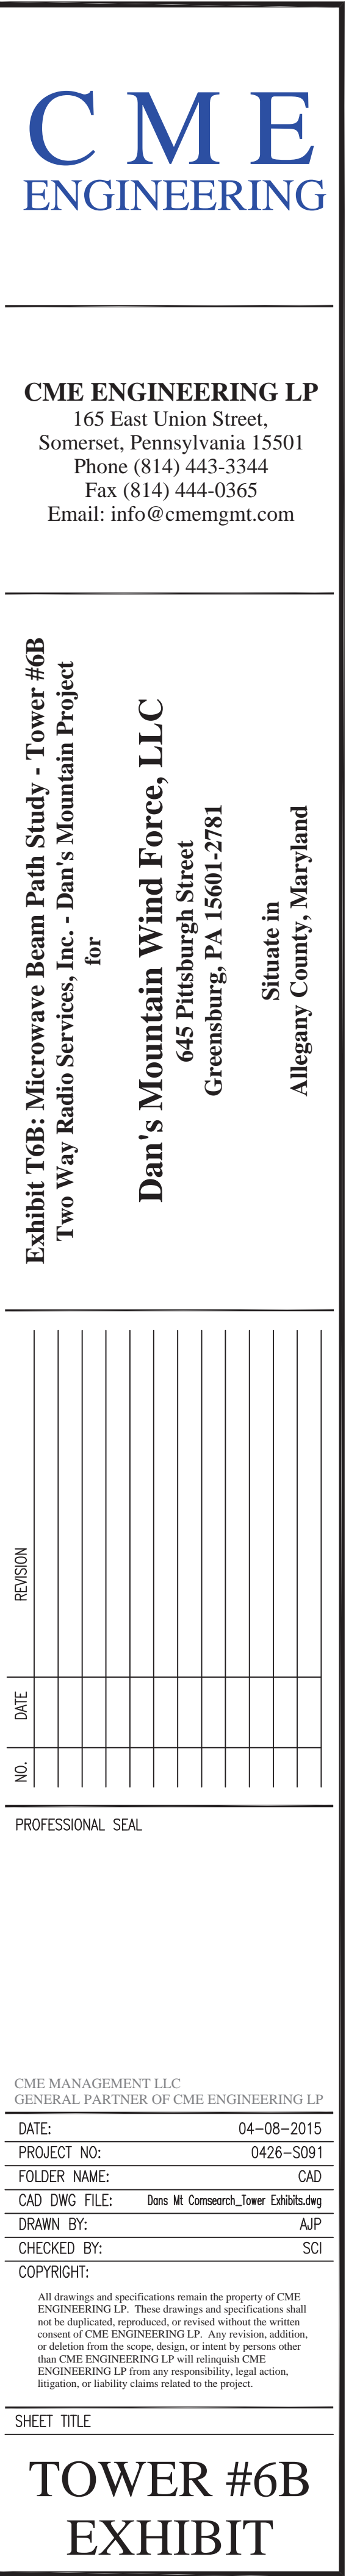 C M E
ENGINEERING
CME ENGINEERING LP
165 East Union Street,
Somerset, Pennsylvania 15501
Phone (814) 443-3344
Fax (814) 444-0365
Email: info@cmemgmt.com
Exhibit T6B: Microwave Beam Path Study - Tower #6B
Two Way Radio Services, Inc. - Dan's Mountain Project
for
Dan's Mountain Wind Force, LLC
645 Pittsburgh Street
Greensburg, PA 15601-2781
Situate in
Allegany County, Maryland
NO. DATE REVISION
PROFESSIONAL SEAL
CME MANAGEMENT LLC
GENERAL PARTNER OF CME ENGINEERING LP
DATE: 04-08-2015
PROJECT NO: 0426-S091
FOLDER NAME: CAD
CAD DWG FILE: Dans Mt Comsearch_Tower Exhibits.dwg
DRAWN BY: AJP
CHECKED BY: SCI
COPYRIGHT:
All drawings and specifications remain the property of CME
ENGINEERING LP. These drawings and specifications shall
not be duplicated, reproduced, or revised without the written
consent of CME ENGINEERING LP. Any revision, addition,
or deletion from the scope, design, or intent by persons other
than CME ENGINEERING LP will relinquish CME
ENGINEERING LP from any responsibility, legal action,
litigation, or liability claims related to the project.
SHEET TITLE
TOWER #6B
EXHIBIT